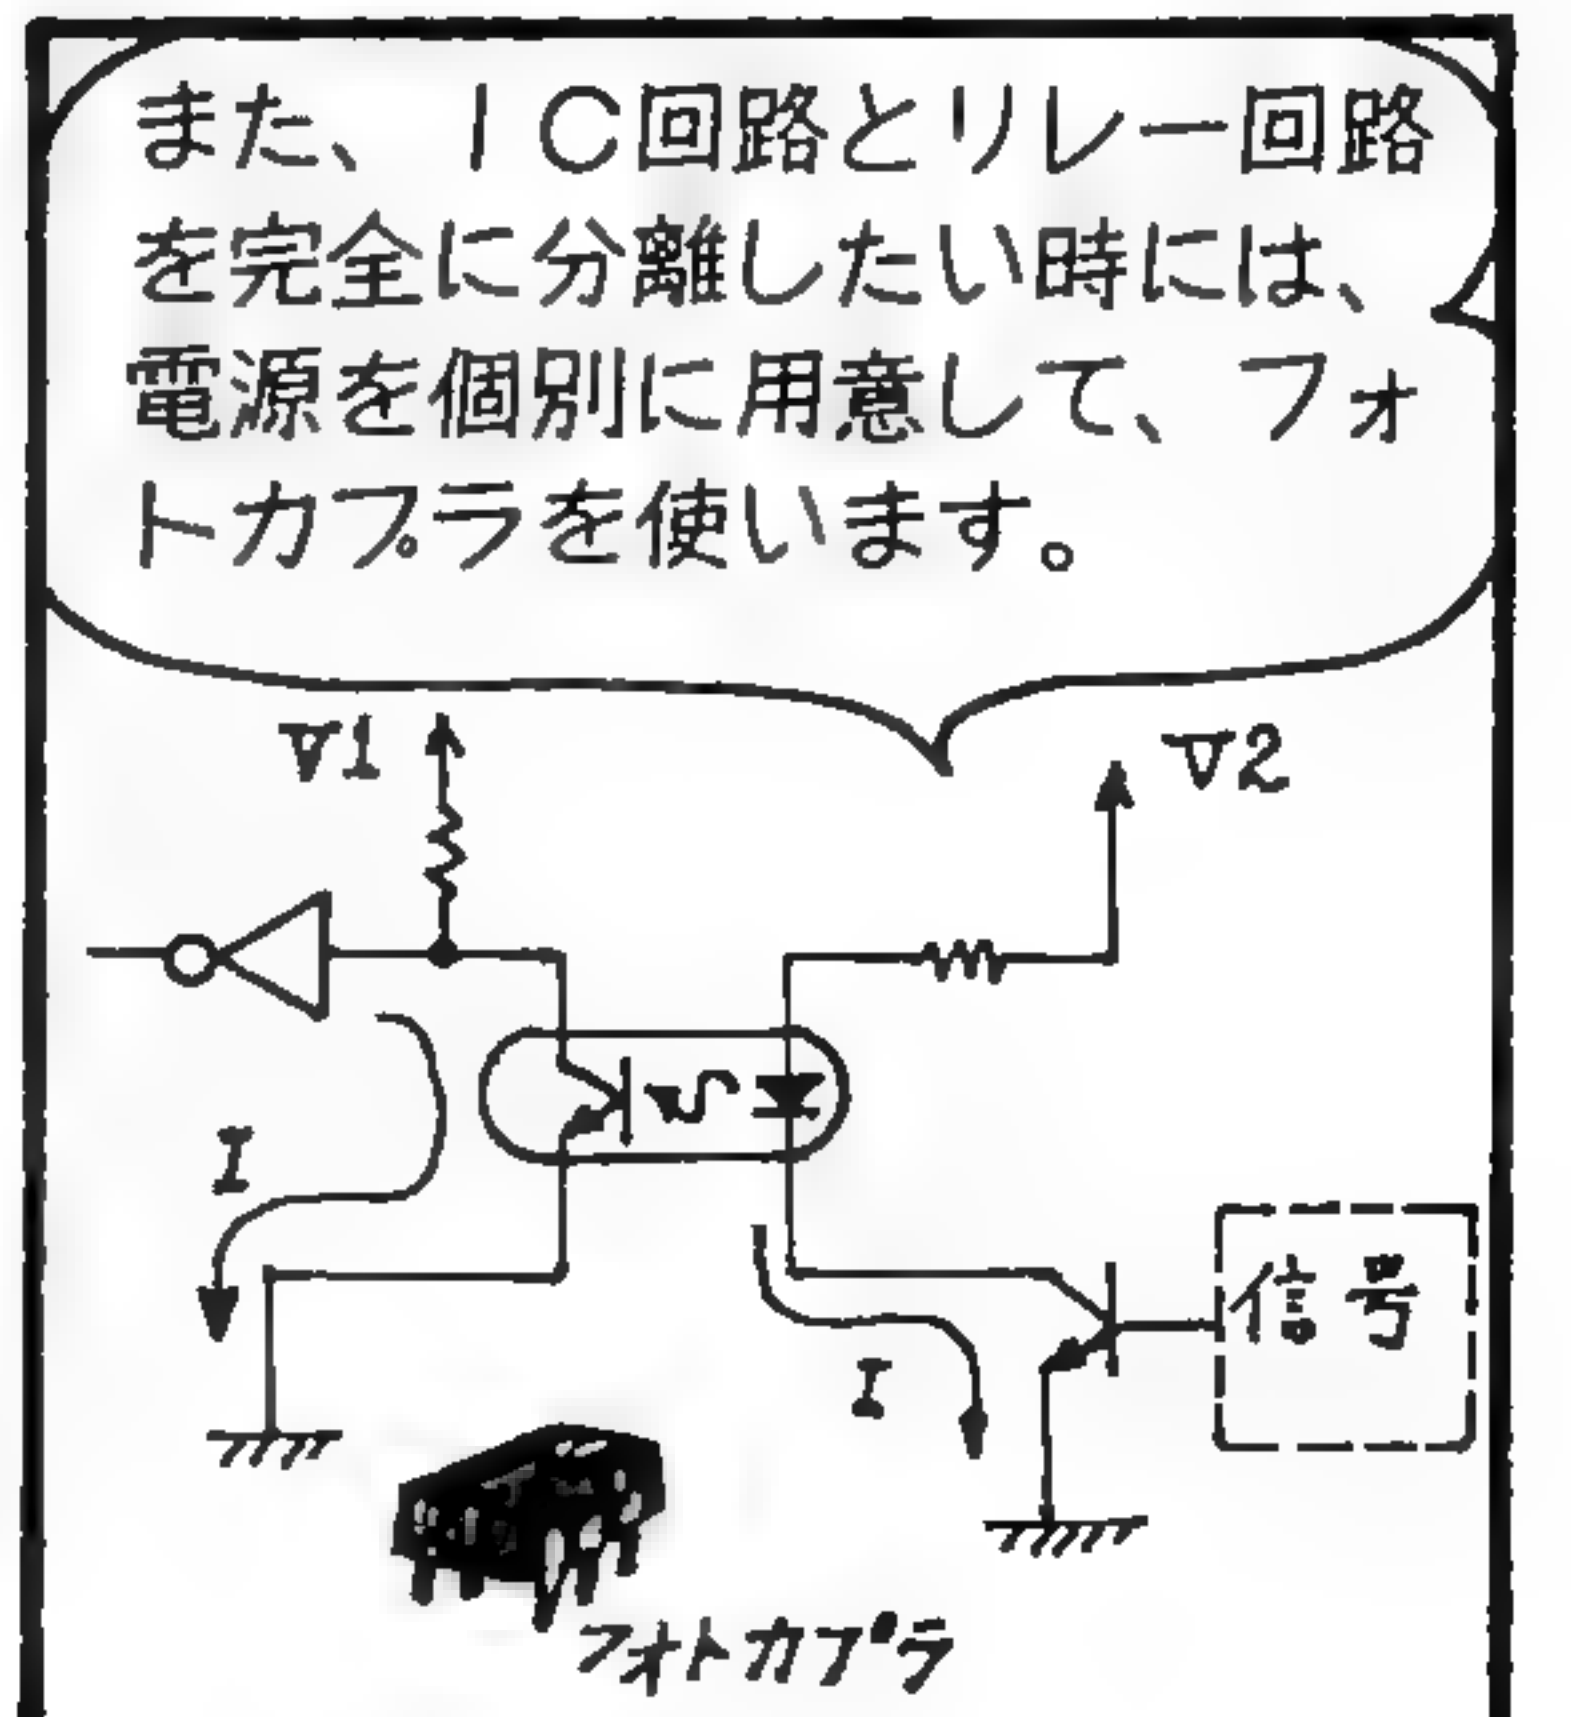 また、IC回路とリレー回路
を完全に分離したい時には、
電源を個別に用意して、フォ
トカプラを使います。
V1
V2
I
信号
I
フォトカプラ